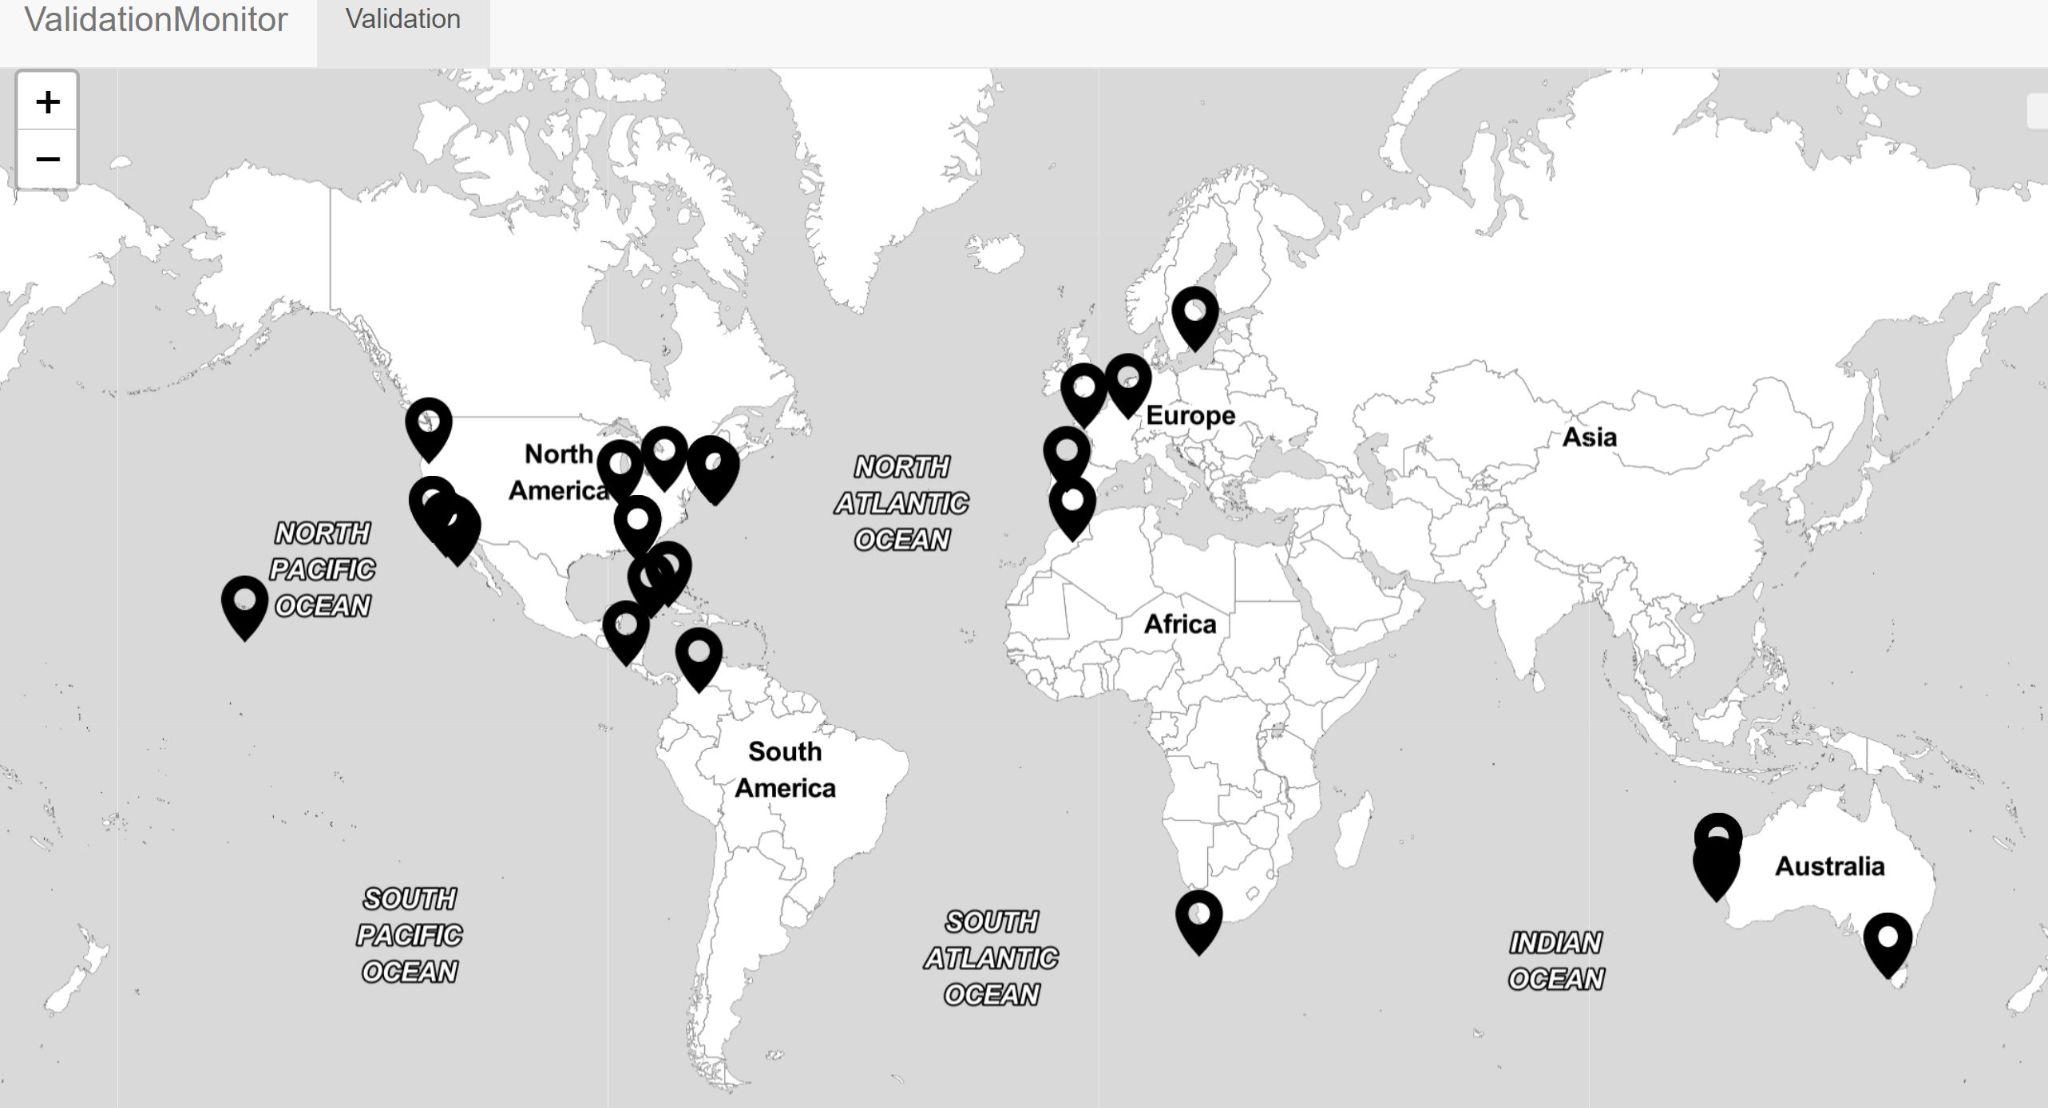 ValidationMonitor
Validation
+
−
North
America
NORTH
PACIFIC
OCEAN
NORTH
ATLANTIC
OCEAN
Europe
Asia
Africa
South
America
Australia
SOUTH
PACIFIC
OCEAN
SOUTH
ATLANTIC
OCEAN
INDIAN
OCEAN